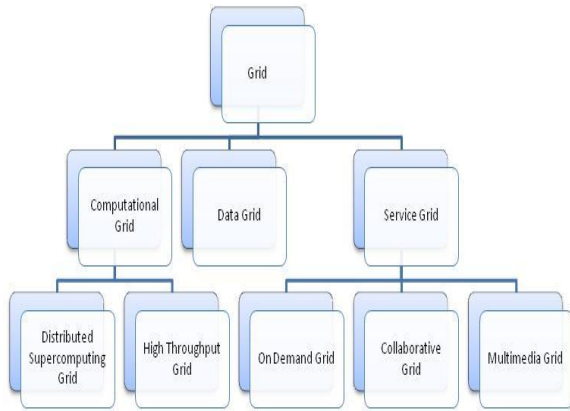 Grid
Computational
Grid
Data Grid
Service Grid
Distributed
Supercomputing
Grid
High Throughput
Grid
On Demand Grid
Collaborative
Grid
Multimedia Grid